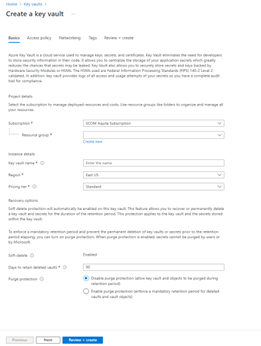 Home > Key vaults >
Create a key vault ...
Basics Access policy Networking Tags Review + create
Azure Key Vault is a cloud service used to manage keys, secrets, and certificates. Key Vault eliminates the need for developers
to store security information in their code. It allows you to centralize the storage of your application secrets which greatly
reduces the chances that secrets may be leaked. Key Vault also allows you to securely store secrets and keys backed by
Hardware Security Modules or HSMs. The HSMs used are Federal Information Processing Standards (FIPS) 140-2 Level 2
validated. In addition, key vault provides logs of all access and usage attempts of your secrets so you have a complete audit
trail for compliance.
Project details
Select the subscription to manage deployed resources and costs. Use resource groups like folders to organize and manage all
your resources.
Subscription *
SCOM Aquila Subscription
Resource group *
Create new
Instance details
Key vault name *
Enter the name
Region *
East US
Pricing tier *
Standard
Recovery options
Soft delete protection will automatically be enabled on this key vault. This feature allows you to recover or permanently delete
a key vault and secrets for the duration of the retention period. This protection applies to the key vault and the secrets stored
within the key vault.
To enforce a mandatory retention period and prevent the permanent deletion of key vaults or secrets prior to the retention
period elapsing, you can turn on purge protection. When purge protection is enabled, secrets cannot be purged by users or
by Microsoft.
Soft-delete
Enabled
Days to retain deleted vaults *
90
Purge protection
Disable purge protection (allow key vault and objects to be purged during
retention period)
Enable purge protection (enforce a mandatory retention period for deleted
vaults and vault objects)
Previous Next Review + create